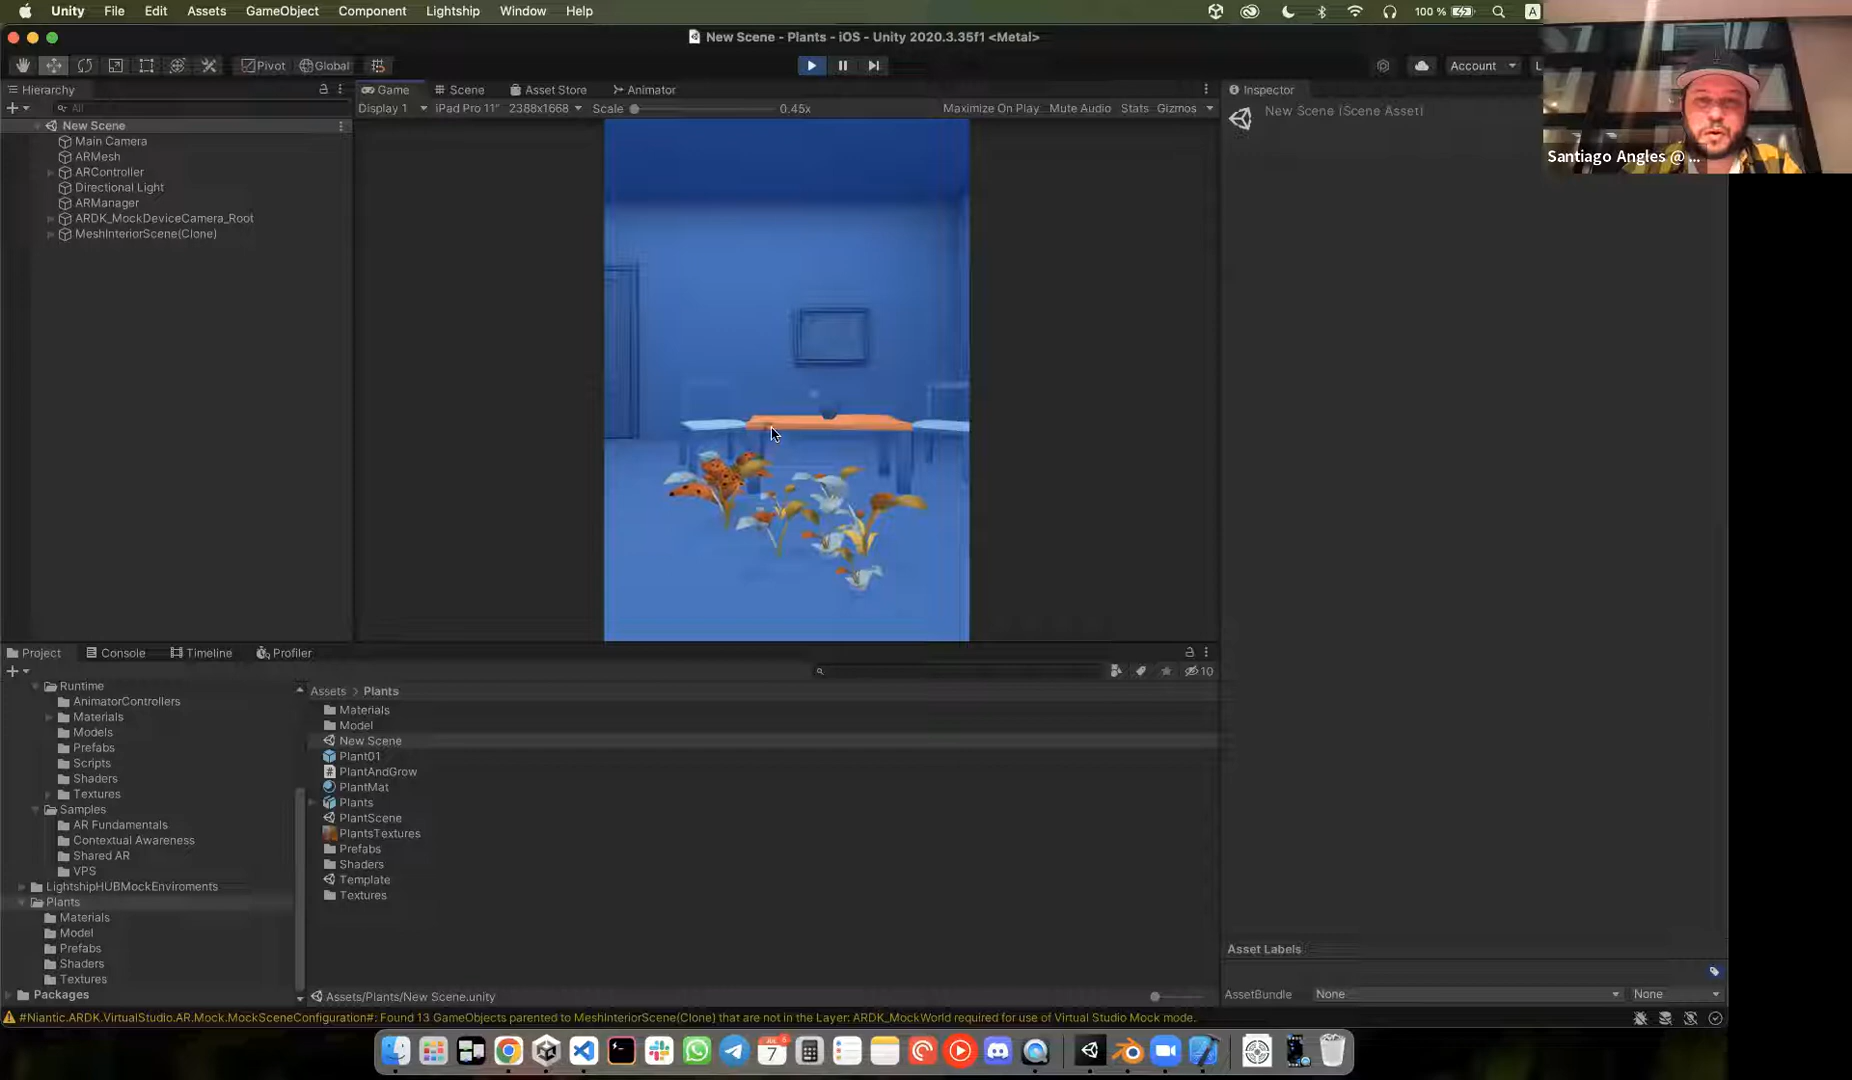 Unity File Edit Assets GameObject Component Lightship Window Help 100 % A
New Scene - Plants - iOS - Unity 2020.3.35f1 <Metal>
Pivot Global Account L
Hierarchy Game Scene Asset Store Animator Inspector
All Display 1 iPad Pro 11" 2388x1668 Scale 0.45x Maximize On Play Mute Audio Stats Gizmos
New Scene (Scene Asset)
New Scene
Main Camera
ARMesh
ARController
Directional Light
ARManager
ARDK_MockDeviceCamera_Root
MeshInteriorScene(Clone)
Santiago Angles @ ...
Project Console Timeline Profiler
10
Runtime
AnimatorControllers
Materials
Models
Prefabs
Scripts
Shaders
Textures
Samples
AR Fundamentals
Contextual Awareness
Shared AR
VPS
LightshipHUBMockEnviroments
Plants
Materials
Model
Prefabs
Shaders
Textures
Packages
Assets > Plants
Materials
Model
New Scene
Plant01
PlantAndGrow
PlantMat
Plants
PlantScene
PlantsTextures
Prefabs
Shaders
Template
Textures
Assets/Plants/New Scene.unity
Asset Labels
AssetBundle None None
#Niantic.ARDK.VirtualStudio.AR.Mock.MockSceneConfiguration#: Found 13 GameObjects parented to MeshInteriorScene(Clone) that are not in the Layer: ARDK_MockWorld required for use of Virtual Studio Mock mode.
7